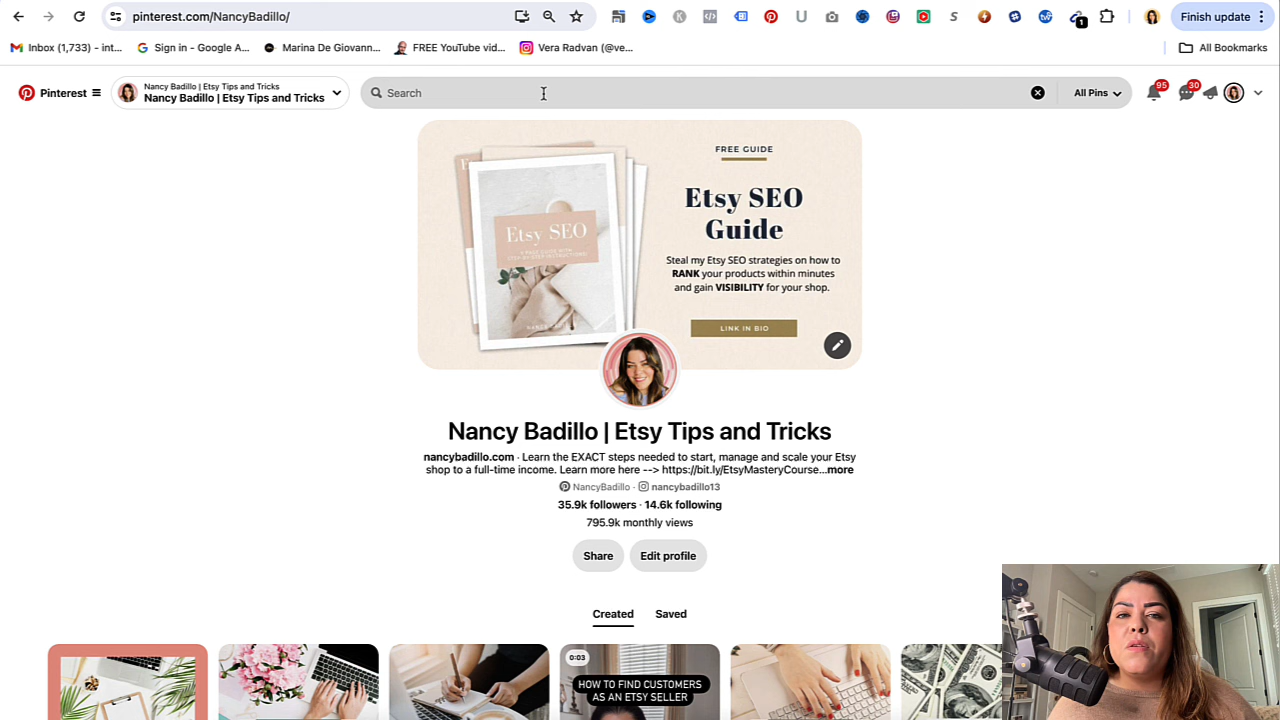 pinterest.com/NancyBadillo/
Finish update
Inbox (1,733) - int...
Sign in - Google A...
Marina De Giovann...
FREE YouTube vid...
Vera Radvan (@ve...
All Bookmarks
Pinterest
Nancy Badillo | Etsy Tips and Tricks
Nancy Badillo | Etsy Tips and Tricks
Search
All Pins
95
30
1
FREE GUIDE
Etsy SEO
Guide
Steal my Etsy SEO strategies on how to
RANK your products within minutes
and gain VISIBILITY for your shop.
LINK IN BIO
Etsy SEO
Nancy Badillo | Etsy Tips and Tricks
nancybadillo.com · Learn the EXACT steps needed to start, manage and scale your Etsy
shop to a full-time income. Learn more here --> https://bit.ly/EtsyMasteryCourse...more
NancyBadillo · nancybadillo13
35.9k followers · 14.6k following
795.9k monthly views
Share
Edit profile
Created
Saved
0:03
HOW TO FIND CUSTOMERS
AS AN ETSY SELLER